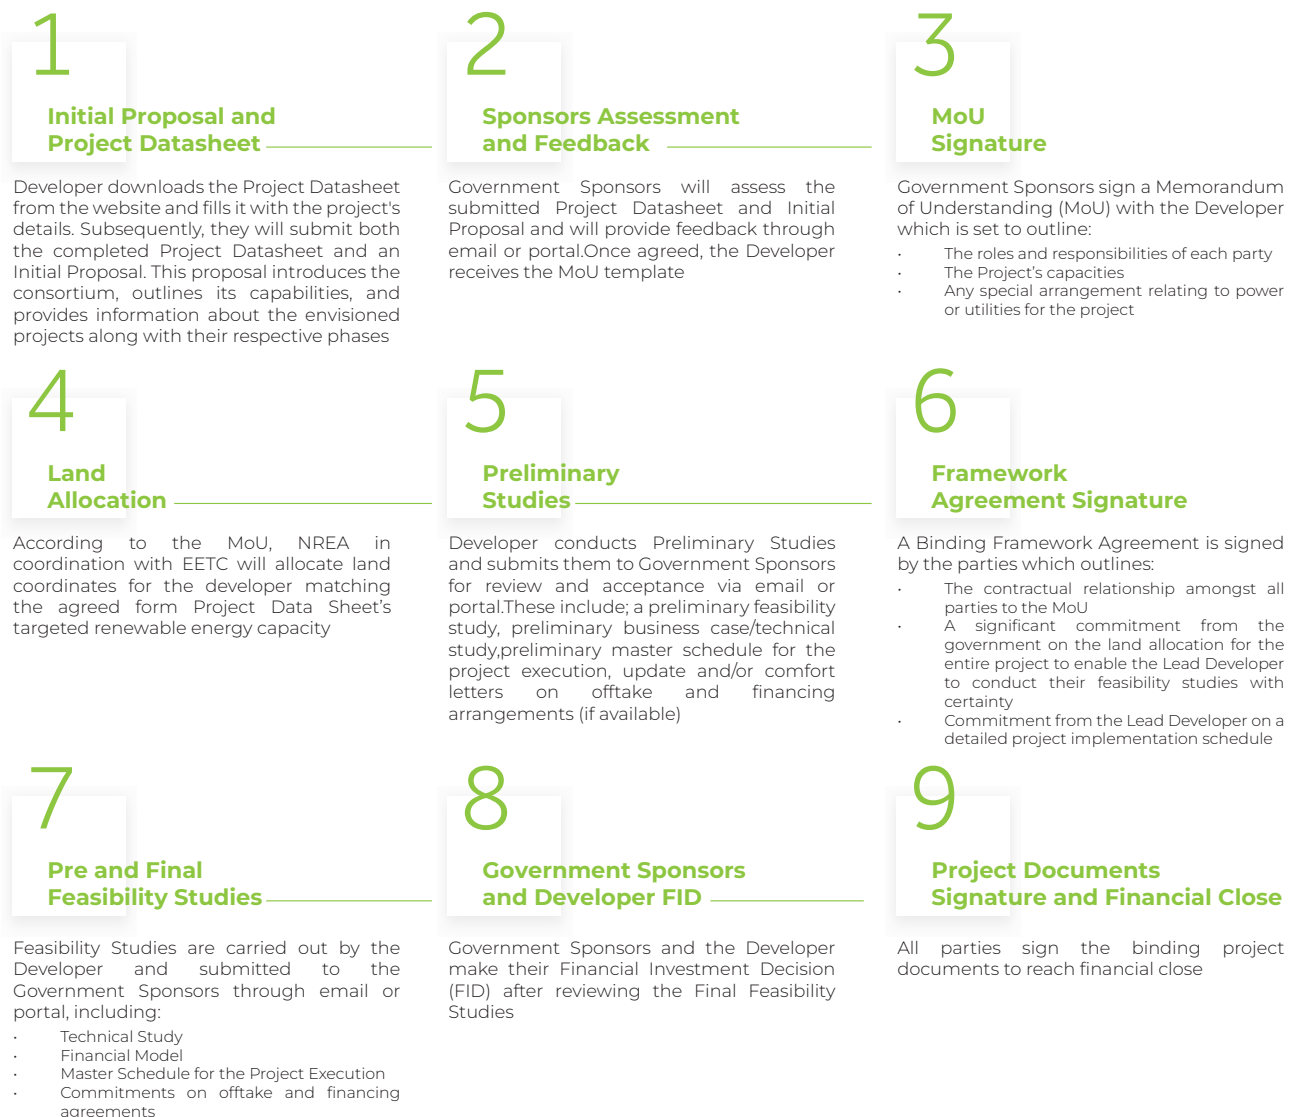 1
Initial Proposal and
Project Datasheet
Developer downloads the Project Datasheet
from the website and fills it with the project's
details. Subsequently, they will submit both
the completed Project Datasheet and an
Initial Proposal. This proposal introduces the
consortium, outlines its capabilities, and
provides information about the envisioned
projects along with their respective phases
2
Sponsors Assessment
and Feedback
Government Sponsors will assess the
submitted Project Datasheet and Initial
Proposal and will provide feedback through
email or portal.Once agreed, the Developer
receives the MoU template
3
MoU
Signature
Government Sponsors sign a Memorandum
of Understanding (MoU) with the Developer
which is set to outline:
• The roles and responsibilities of each party
• The Project’s capacities
• Any special arrangement relating to power
or utilities for the project
4
Land
Allocation
According to the MoU, NREA in
coordination with EETC will allocate land
coordinates for the developer matching
the agreed form Project Data Sheet’s
targeted renewable energy capacity
5
Preliminary
Studies
Developer conducts Preliminary Studies
and submits them to Government Sponsors
for review and acceptance via email or
portal.These include; a preliminary feasibility
study, preliminary business case/technical
study,preliminary master schedule for the
project execution, update and/or comfort
letters on offtake and financing
arrangements (if available)
6
Framework
Agreement Signature
A Binding Framework Agreement is signed
by the parties which outlines:
• The contractual relationship amongst all
parties to the MoU
• A significant commitment from the
government on the land allocation for the
entire project to enable the Lead Developer
to conduct their feasibility studies with
certainty
• Commitment from the Lead Developer on a
detailed project implementation schedule
7
Pre and Final
Feasibility Studies
Feasibility Studies are carried out by the
Developer and submitted to the
Government Sponsors through email or
portal, including:
• Technical Study
• Financial Model
• Master Schedule for the Project Execution
• Commitments on offtake and financing
agreements
8
Government Sponsors
and Developer FID
Government Sponsors and the Developer
make their Financial Investment Decision
(FID) after reviewing the Final Feasibility
Studies
9
Project Documents
Signature and Financial Close
All parties sign the binding project
documents to reach financial close